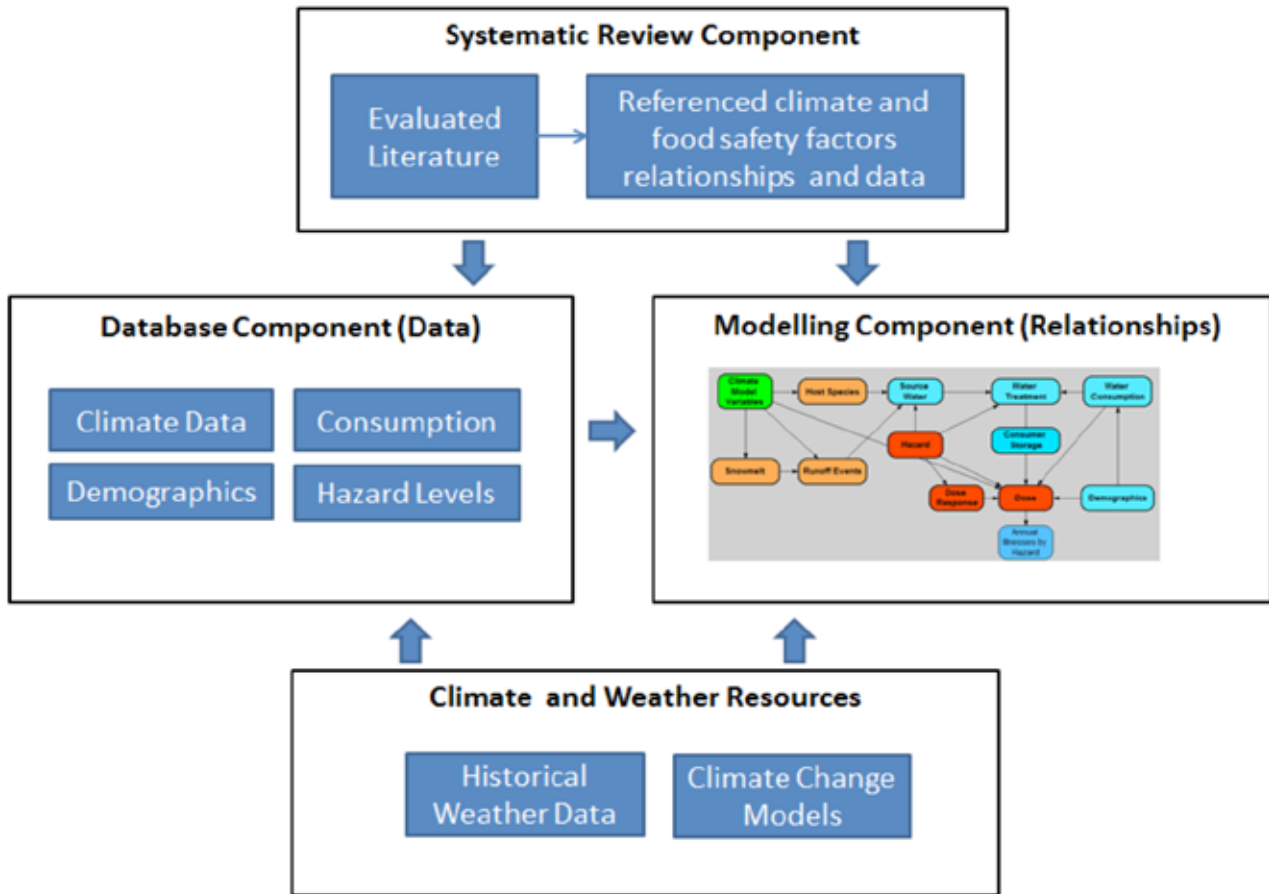 Systematic Review Component
Evaluated
Literature
Referenced climate and
food safety factors
relationships and data
Database Component (Data)
Climate Data
Consumption
Demographics
Hazard Levels
Modelling Component (Relationships)
Climate
Model
Variables
Host Species
Source
Water
Water
Treatment
Water
Consumption
Hazard
Consumer
Storage
Snowmelt
Runoff Events
Dose
Response
Dose
Demographics
Annual
Illnesses by
Hazard
Climate and Weather Resources
Historical
Weather Data
Climate Change
Models